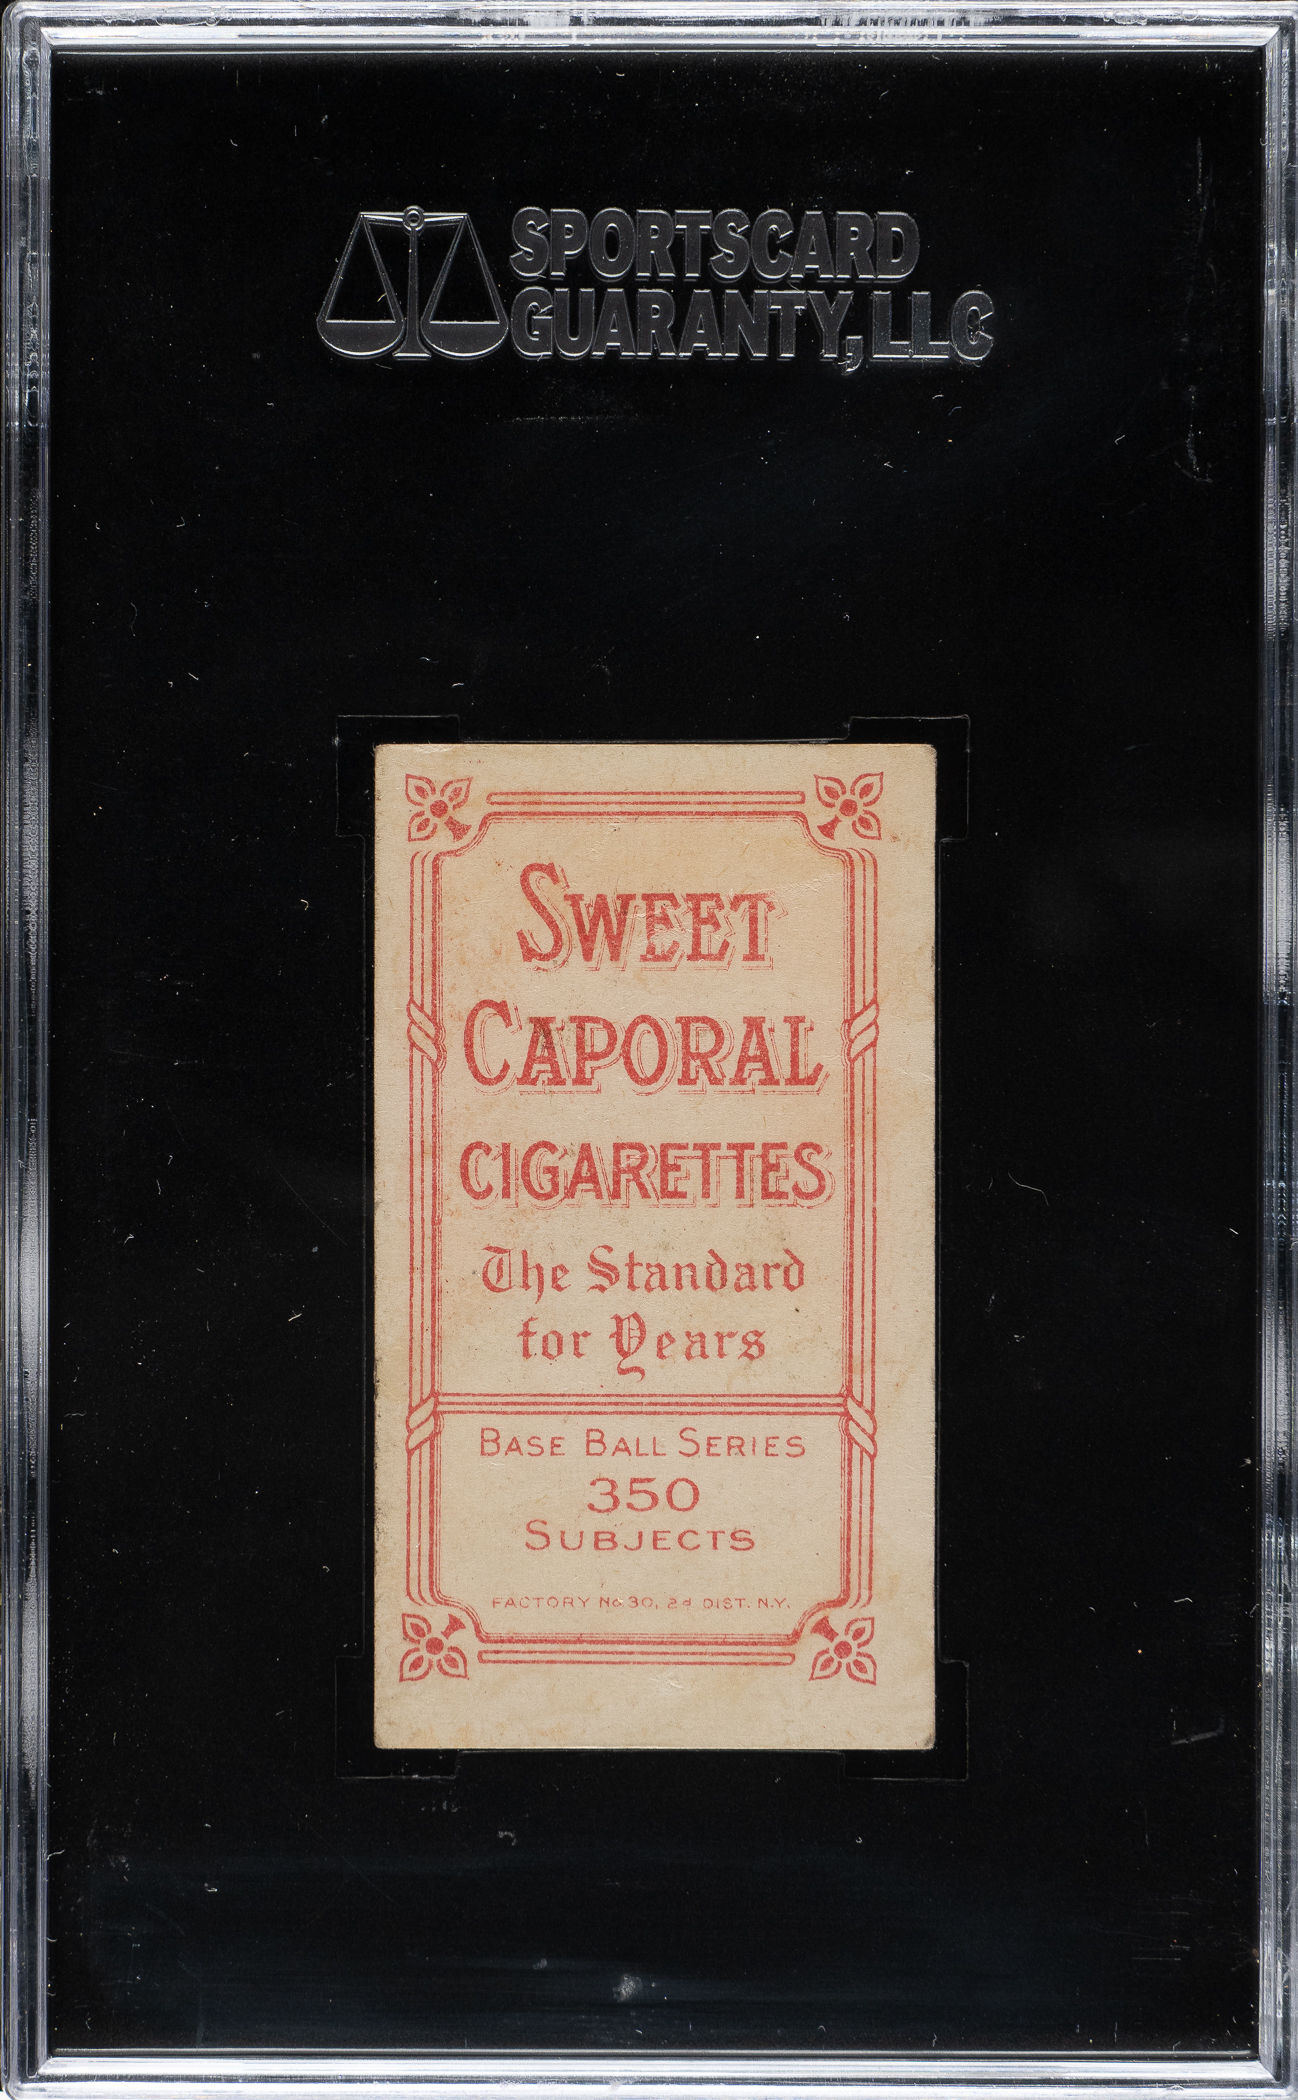 SPORTSCARD
GUARANTY, LLC
SWEET
CAPORAL
CIGARETTES
The Standard
for Years
BASE BALL SERIES
350
SUBJECTS
FACTORY No. 30, 2d DIST. N.Y.